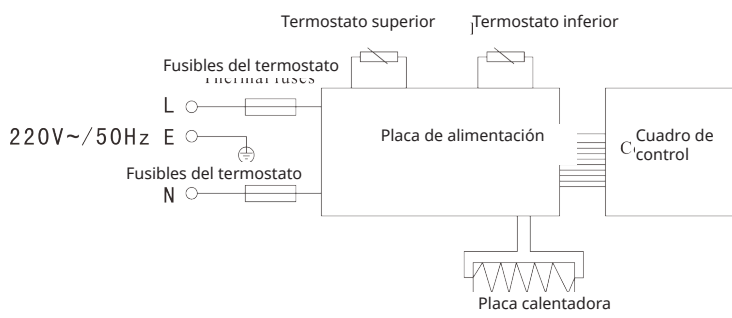 Termostato superior
Termostato inferior
Fusibles del termostato
Thermal fuses
L
220V~/50Hz E
Placa de alimentación
Cuadro de
control
Fusibles del termostato
N
Placa calentadora